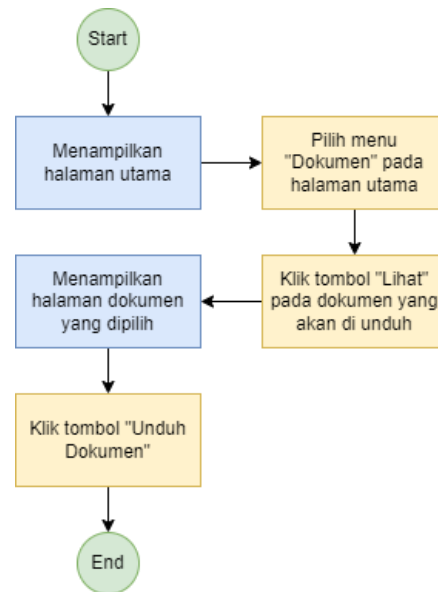 Start
Menampilkan
halaman utama
Pilih menu
"Dokumen" pada
halaman utama
Klik tombol "Lihat"
pada dokumen yang
akan di unduh
Menampilkan
halaman dokumen
yang dipilih
Klik tombol "Unduh
Dokumen"
End